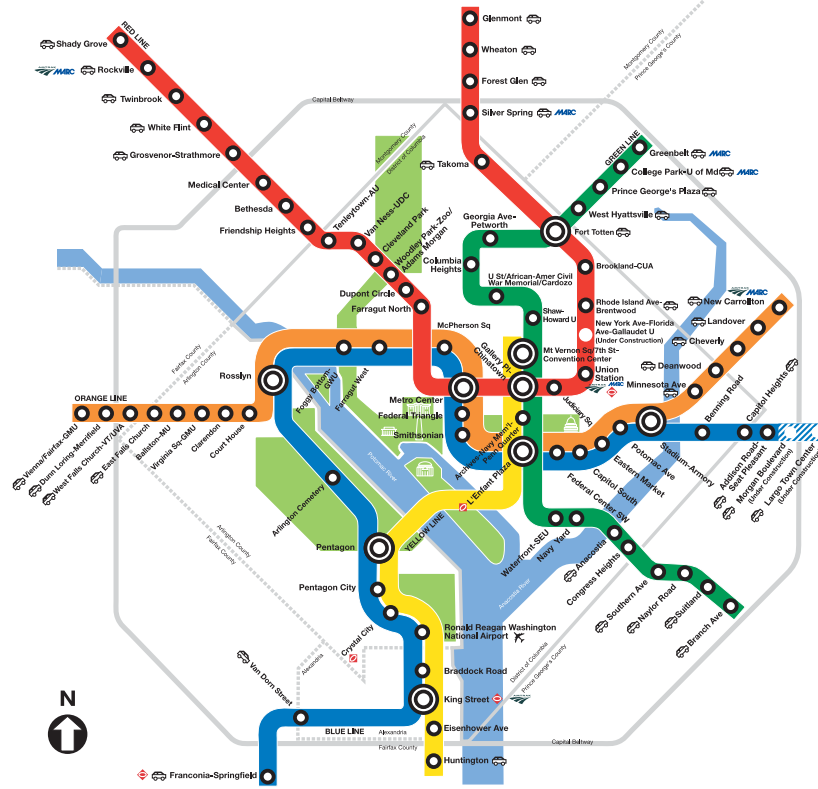 Glenmont
Wheaton
Forest Glen
Silver Spring
MARC
Takoma
RED LINE
Shady Grove
AMTRAK
MARC
Rockville
Twinbrook
White Flint
Grosvenor-Strathmore
Medical Center
Bethesda
Friendship Heights
Tenleytown-AU
Van Ness-UDC
Cleveland Park
Woodley Park-Zoo/
Adams Morgan
Dupont Circle
Farragut North
Capital Beltway
Montgomery County
District of Columbia
Montgomery County
Prince George's County
GREEN LINE
Greenbelt
MARC
College Park-U of Md
MARC
Prince George's Plaza
West Hyattsville
Fort Totten
Georgia Ave-
Petworth
Columbia
Heights
U St/African-Amer Civil
War Memorial/Cardozo
Shaw-
Howard U
Brookland-CUA
Rhode Island Ave-
Brentwood
New York Ave-Florida
Ave-Gallaudet U
(Under Construction)
Mt Vernon Sq/7th St-
Convention Center
Union
Station
AMTRAK
MARC
Judiciary Sq
Gallery Pl-
Chinatown
AMTRAK
MARC
New Carrollton
Landover
Cheverly
Deanwood
Minnesota Ave
Benning Road
Capitol Heights
Addison Road-
Seat Pleasant
Morgan Boulevard
(Under Construction)
Largo Town Center
(Under Construction)
Stadium-Armory
Potomac Ave
Eastern Market
Capitol South
Federal Center SW
McPherson Sq
Metro Center
Federal Triangle
Smithsonian
Archives-Navy Mem'l-
Penn Quarter
L'Enfant Plaza
Farragut West
Foggy Bottom-
GWU
Rosslyn
Fairfax County
Arlington County
ORANGE LINE
Vienna/Fairfax-GMU
Dunn Loring-Merrifield
West Falls Church-VT/UVA
East Falls Church
Ballston-MU
Virginia Sq-GMU
Clarendon
Court House
Arlington Cemetery
Potomac River
YELLOW LINE
Pentagon
Pentagon City
Crystal City
Arlington County
Fairfax County
Waterfront-SEU
Navy Yard
Anacostia
Congress Heights
Southern Ave
Naylor Road
Suitland
Branch Ave
Anacostia River
Ronald Reagan Washington
National Airport
Braddock Road
King Street
AMTRAK
Eisenhower Ave
Huntington
Alexandria
Van Dorn Street
BLUE LINE
Alexandria
Fairfax County
Franconia-Springfield
District of Columbia
Prince George's County
Capital Beltway
N